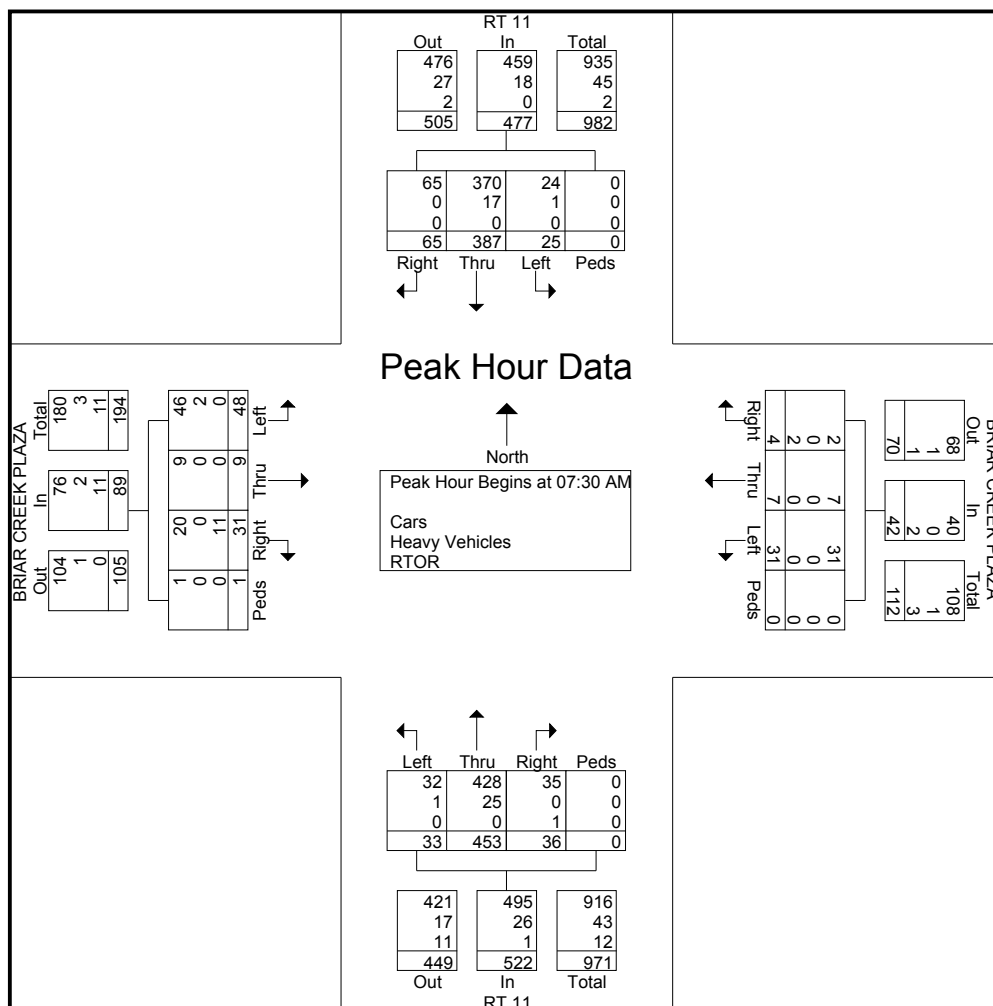 RT 11
Out In Total
476 459 935
27 18 45
2 0 2
505 477 982
65 370 24 0
0 17 1 0
0 0 0 0
65 387 25 0
Right Thru Left Peds
Peak Hour Data
North
Peak Hour Begins at 07:30 AM
Cars
Heavy Vehicles
RTOR
BRIAR CREEK PLAZA
Out In Total
104 76 180
1 2 3
0 11 11
105 89 194
1 20 9 46
0 0 0 2
0 11 0 0
1 31 9 48
Peds Right Thru Left
BRIAR CREEK PLAZA
Out In Total
68 40 108
1 0 1
1 2 3
70 42 112
2 7 31 0
0 0 0 0
2 0 0 0
4 7 31 0
Right Thru Left Peds
Left Thru Right Peds
32 428 35 0
1 25 0 0
0 0 1 0
33 453 36 0
421 495 916
17 26 43
11 1 12
449 522 971
Out In Total
RT 11